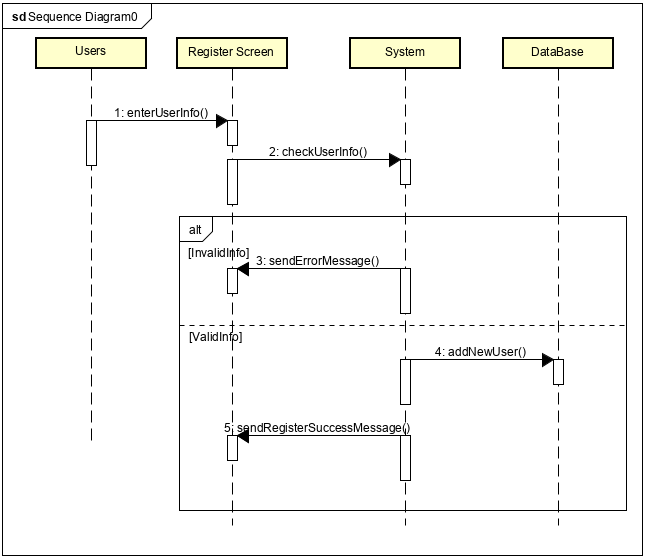 sd Sequence Diagram0
Users
Register Screen
System
DataBase
1: enterUserInfo()
2: checkUserInfo()
alt
[InvalidInfo]
3: sendErrorMessage()
[ValidInfo]
4: addNewUser()
5: sendRegisterSuccessMessage()